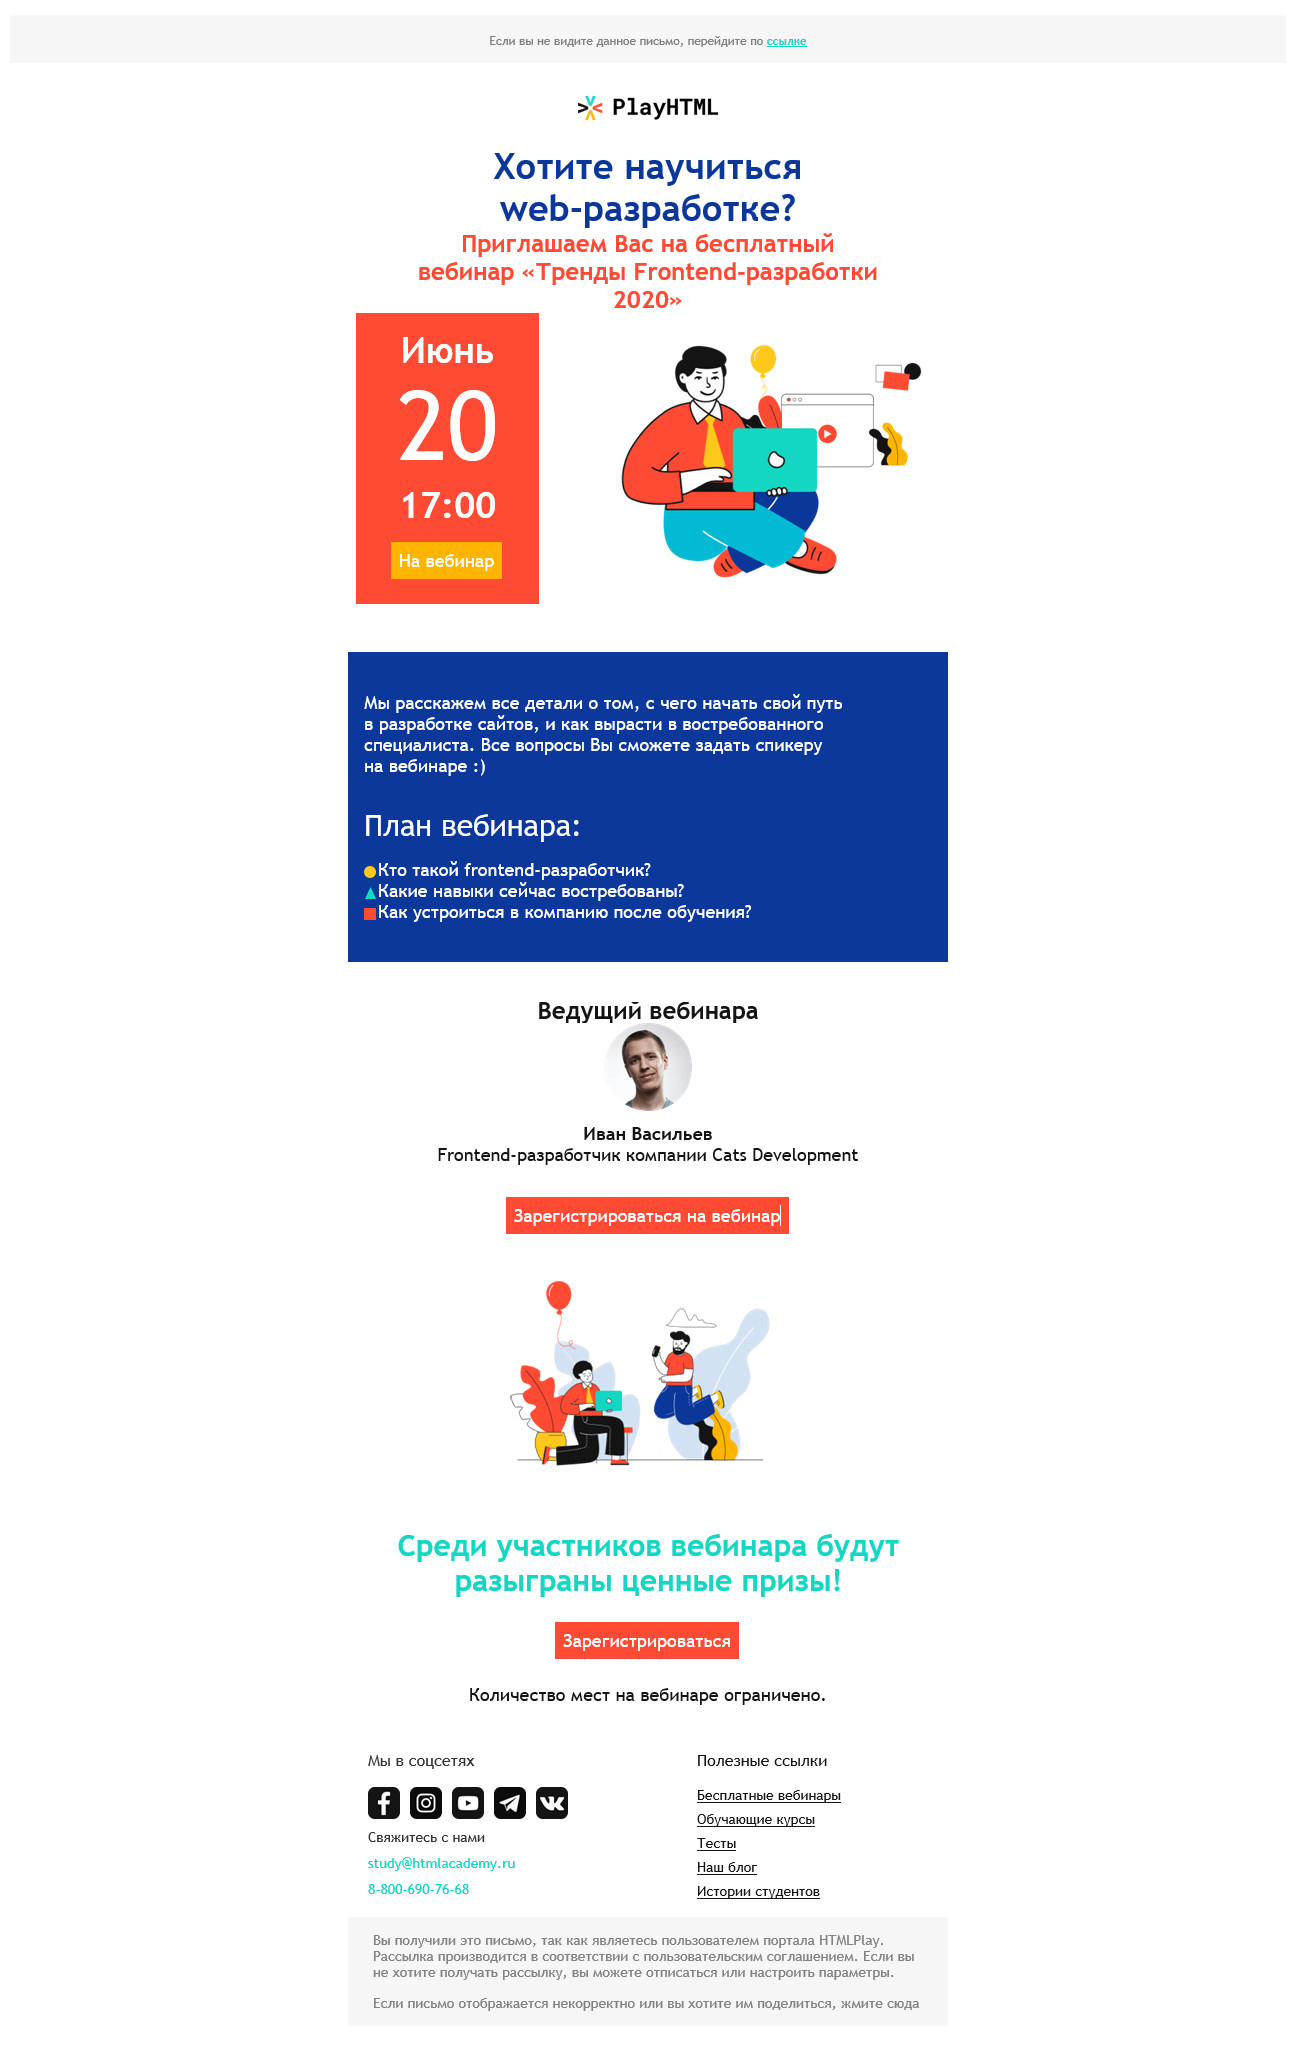 Если вы не видите данное письмо, перейдите по ссылке
PlayHTML
Хотите научиться
web-разработке?
Приглашаем Вас на бесплатный
вебинар «Тренды Frontend-разработки
2020»
Июнь
20
17:00
На вебинар
Мы расскажем все детали о том, с чего начать свой путь
в разработке сайтов, и как вырасти в востребованного
специалиста. Все вопросы Вы сможете задать спикеру
на вебинаре :)
План вебинара:
Кто такой frontend-разработчик?
Какие навыки сейчас востребованы?
Как устроиться в компанию после обучения?
Ведущий вебинара
Иван Васильев
Frontend-разработчик компании Cats Development
Зарегистрироваться на вебинар
Среди участников вебинара будут
разыграны ценные призы!
Зарегистрироваться
Количество мест на вебинаре ограничено.
Мы в соцсетях
Свяжитесь с нами
study@htmlacademy.ru
8-800-690-76-68
Полезные ссылки
Бесплатные вебинары
Обучающие курсы
Тесты
Наш блог
Истории студентов
Вы получили это письмо, так как являетесь пользователем портала HTMLPlay.
Рассылка производится в соответствии с пользовательским соглашением. Если вы
не хотите получать рассылку, вы можете отписаться или настроить параметры.
Если письмо отображается некорректно или вы хотите им поделиться, жмите сюда